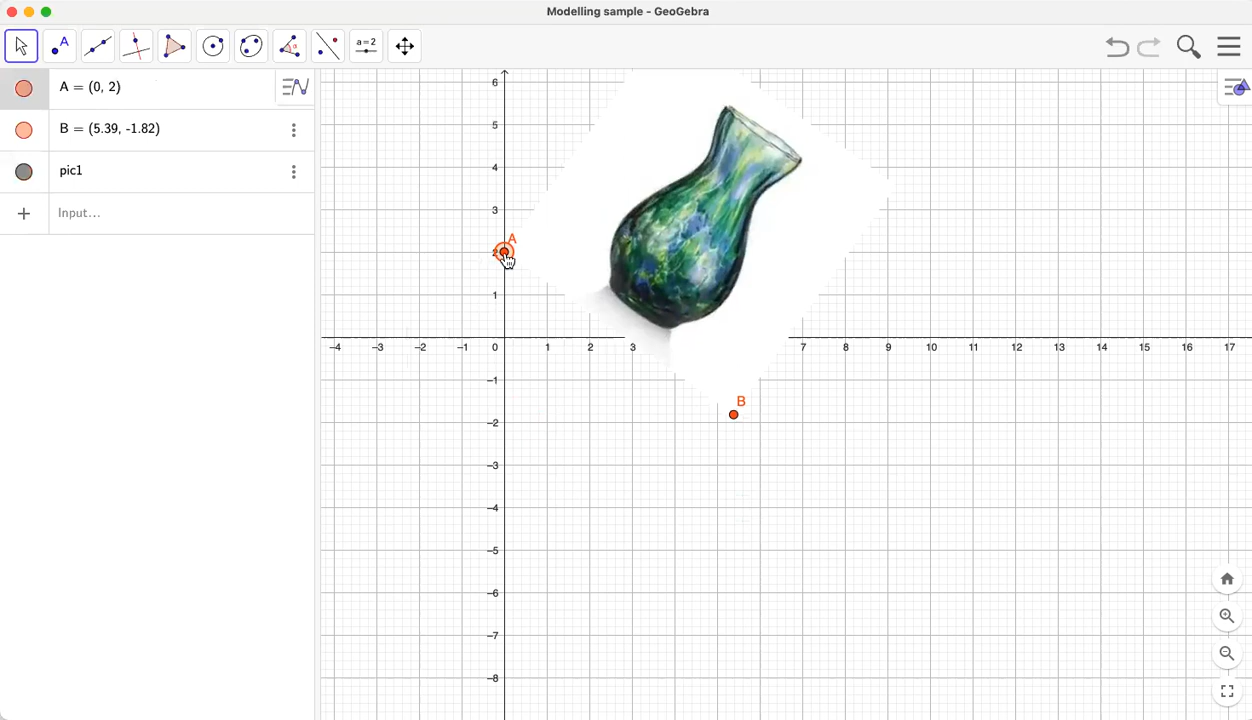 Modelling sample - GeoGebra
A
a=2
A = (0, 2)
B = (5.39, -1.82)
pic1
+ Input…
6
5
4
3
2
1
A
−4 −3 −2 −1 0 1 2 3 7 8 9 10 11 12 13 14 15 16 17
−1
B
−2
−3
−4
−5
−6
−7
−8